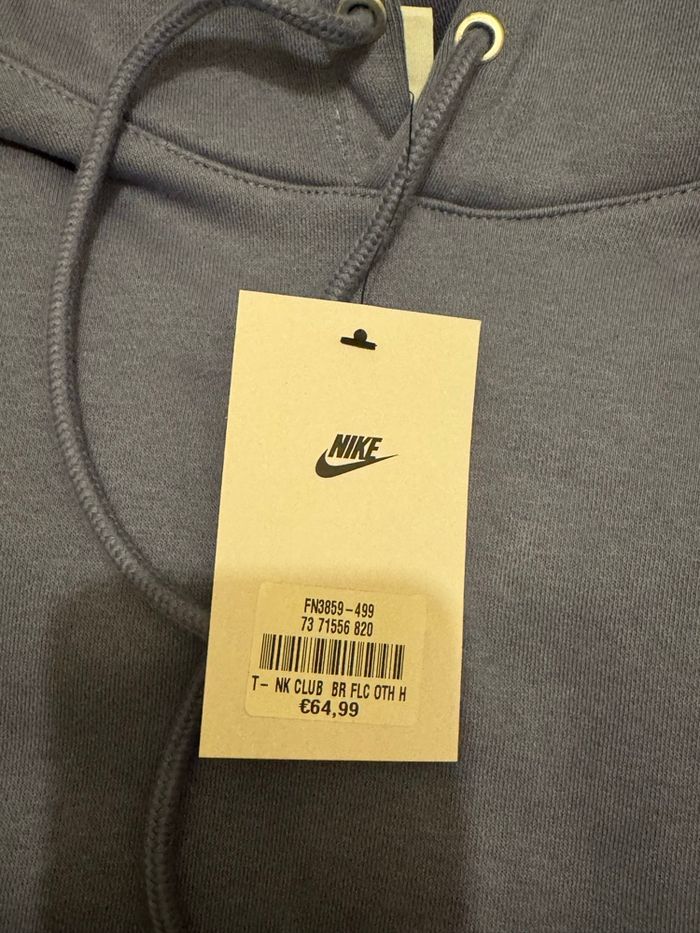 NIKE
FN3859-499
73 71556 820
T- NK CLUB BR FLC OTH H
€64,99